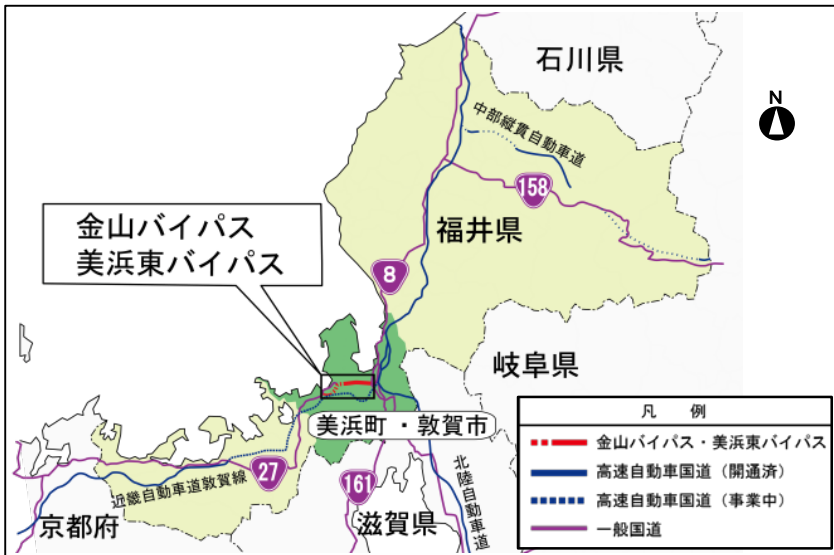 石川県
N
中部縦貫自動車道
158
金山バイパス
美浜東バイパス
福井県
8
岐阜県
美浜町・敦賀市
27
近畿自動車道敦賀線
161
北陸自動車道
京都府
滋賀県
凡 例
金山バイパス・美浜東バイパス
高速自動車国道（開通済）
高速自動車国道（事業中）
一般国道